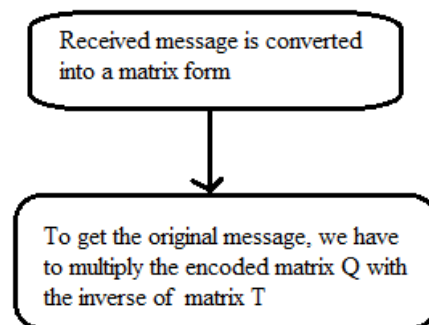 Received message is converted
into a matrix form
To get the original message, we have
to multiply the encoded matrix Q with
the inverse of matrix T